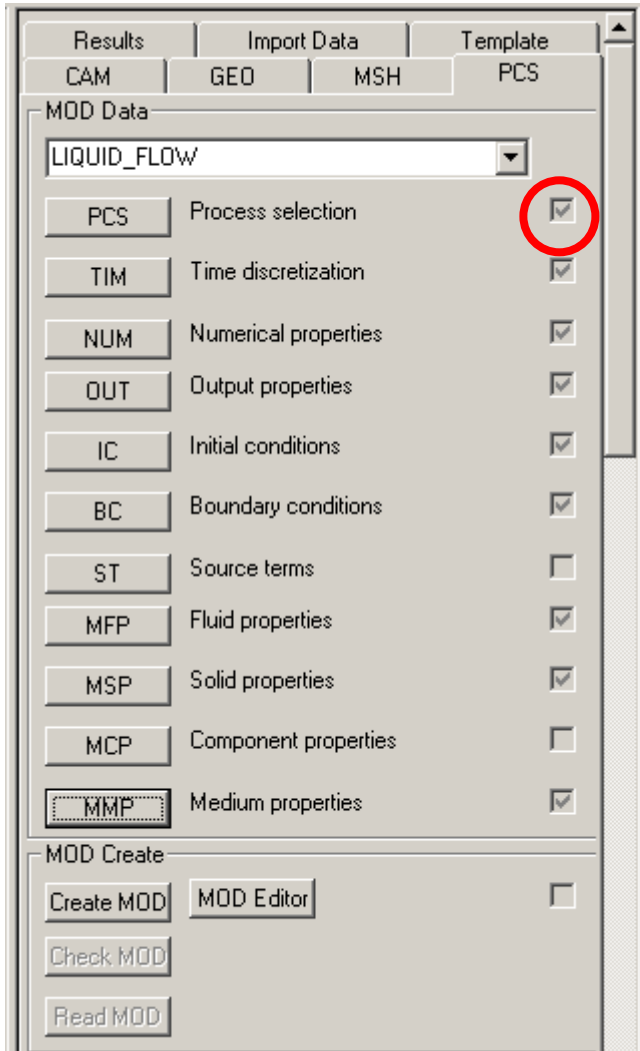 Results Import Data Template
CAM GEO MSH PCS
MOD Data
LIQUID_FLOW
PCS Process selection
TIM Time discretization
NUM Numerical properties
OUT Output properties
IC Initial conditions
BC Boundary conditions
ST Source terms
MFP Fluid properties
MSP Solid properties
MCP Component properties
MMP Medium properties
MOD Create
Create MOD MOD Editor
Check MOD
Read MOD